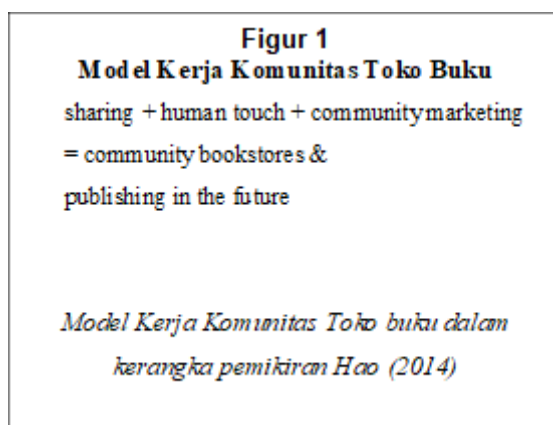 Figur 1
Model Kerja Komunitas Toko Buku
sharing + human touch + community marketing
= community bookstores &
publishing in the future
Model Kerja Komunitas Toko buku dalam
kerangka pemikiran Hao (2014)